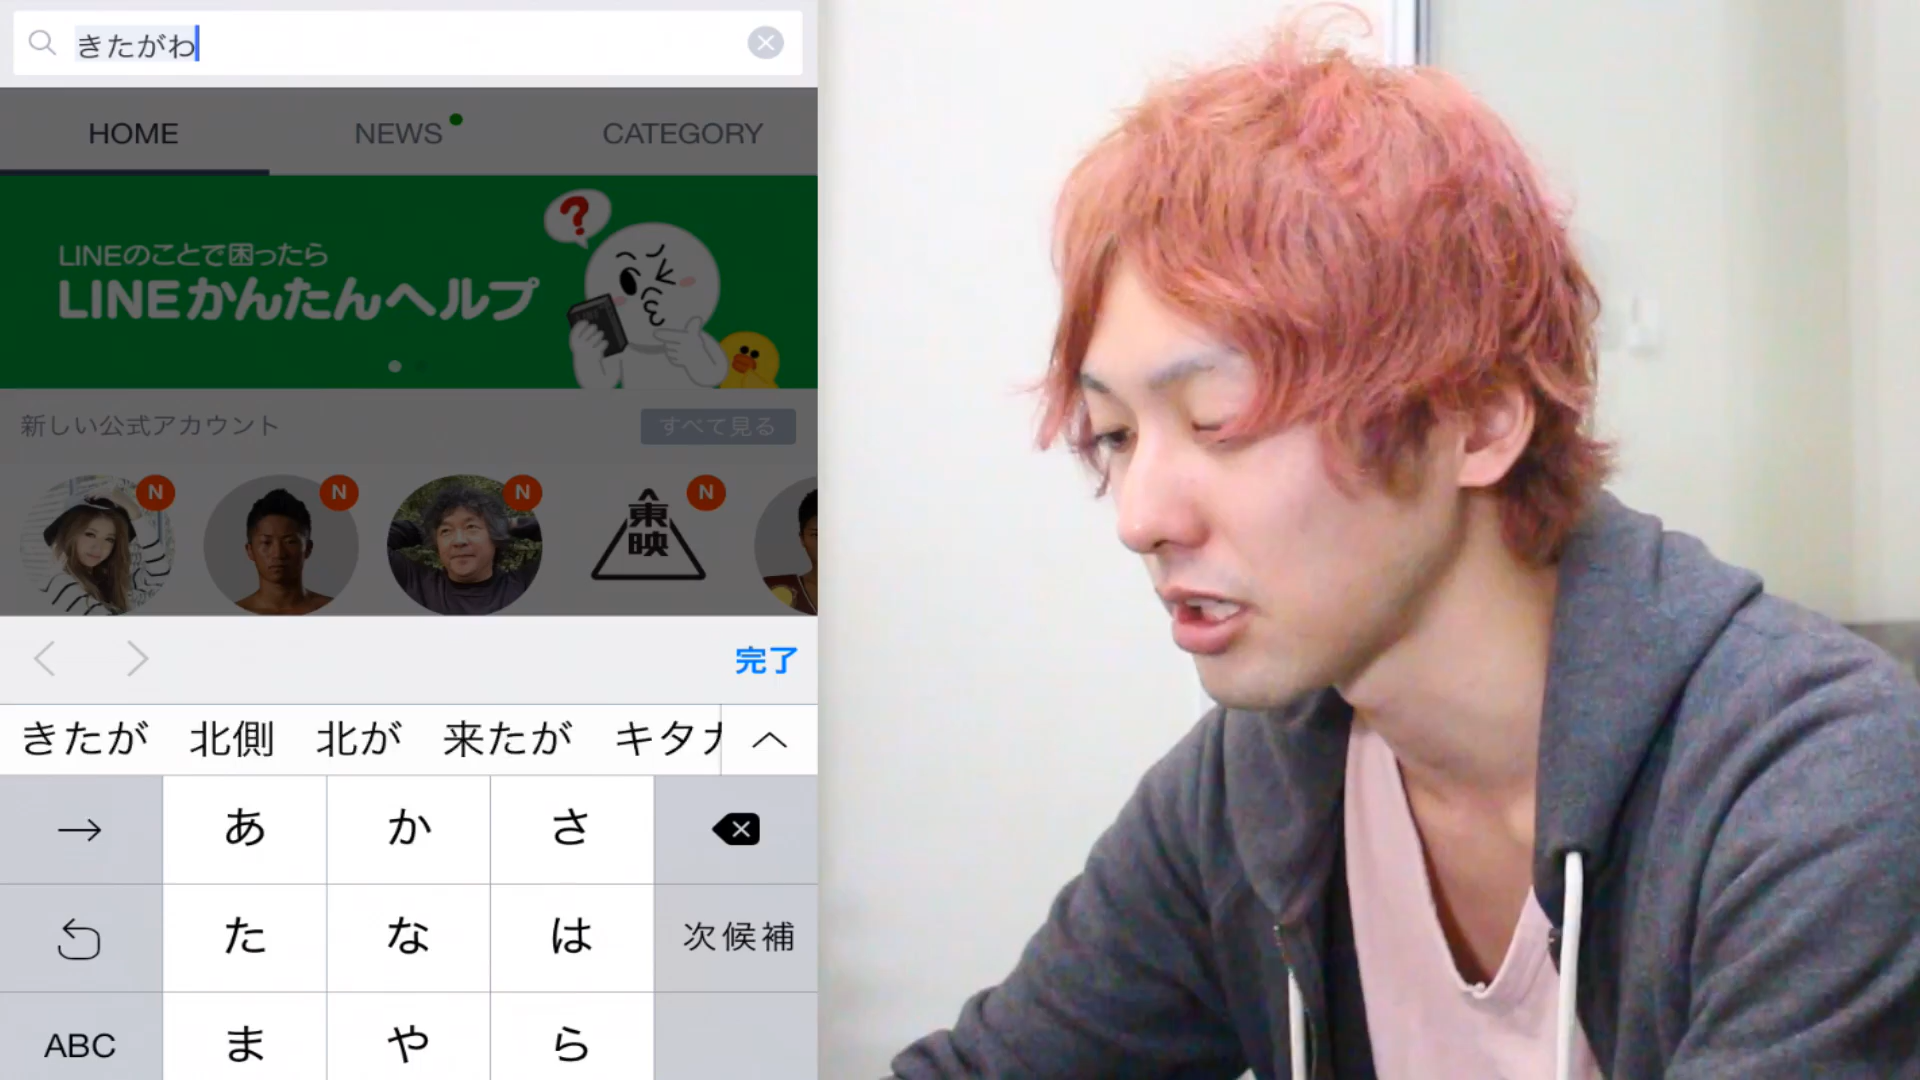 きたがわ
HOME NEWS CATEGORY
?
LINEのことで困ったら
LINEかんたんヘルプ
新しい公式アカウント すべて見る
N N N N
東映
完了
きたが 北側 北が 来たが キタガ
→ あ か さ
た な は 次候補
ABC ま や ら